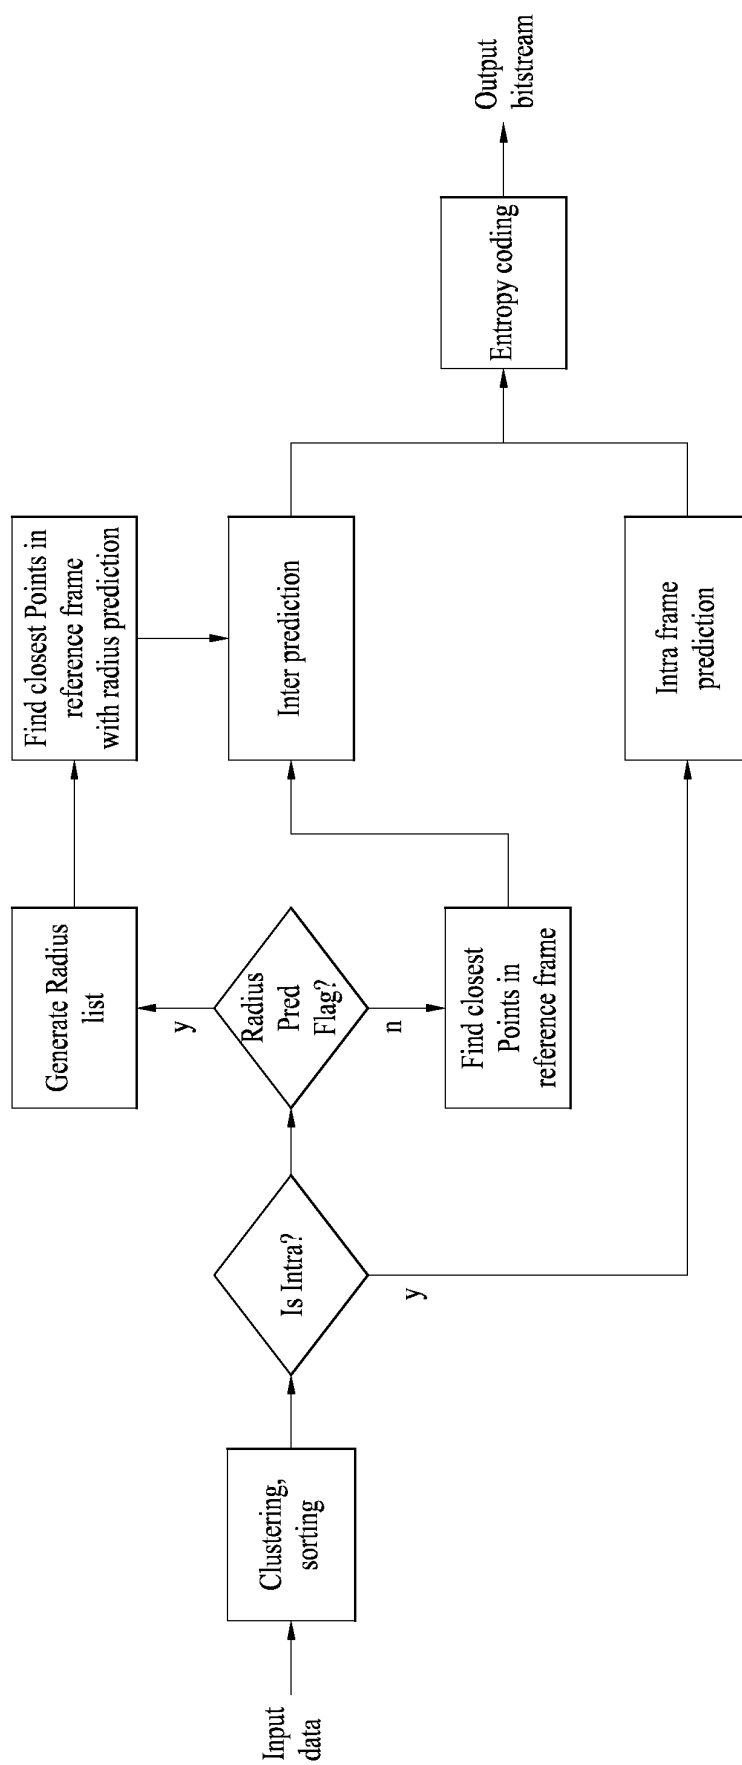 Input
data
Clustering,
sorting
Is Intra?
y
Radius
Pred
Flag?
y
n
Generate Radius
list
Find closest
Points in
reference frame
Find closest Points in
reference frame
with radius prediction
Inter prediction
Intra frame
prediction
Entropy coding
Output
bitstream